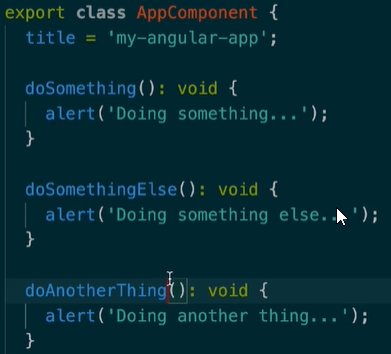 export class AppComponent {
title = 'my-angular-app';
doSomething(): void {
alert('Doing something...');
}
doSomethingElse(): void {
alert('Doing something else...');
}
doAnotherThing(): void {
alert('Doing another thing...');
}